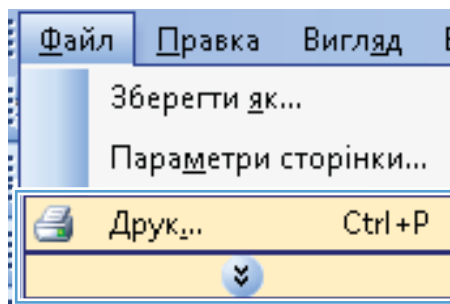 Файл Правка Вигляд
Зберегти як...
Параметри сторінки...
Друк... Ctrl+P